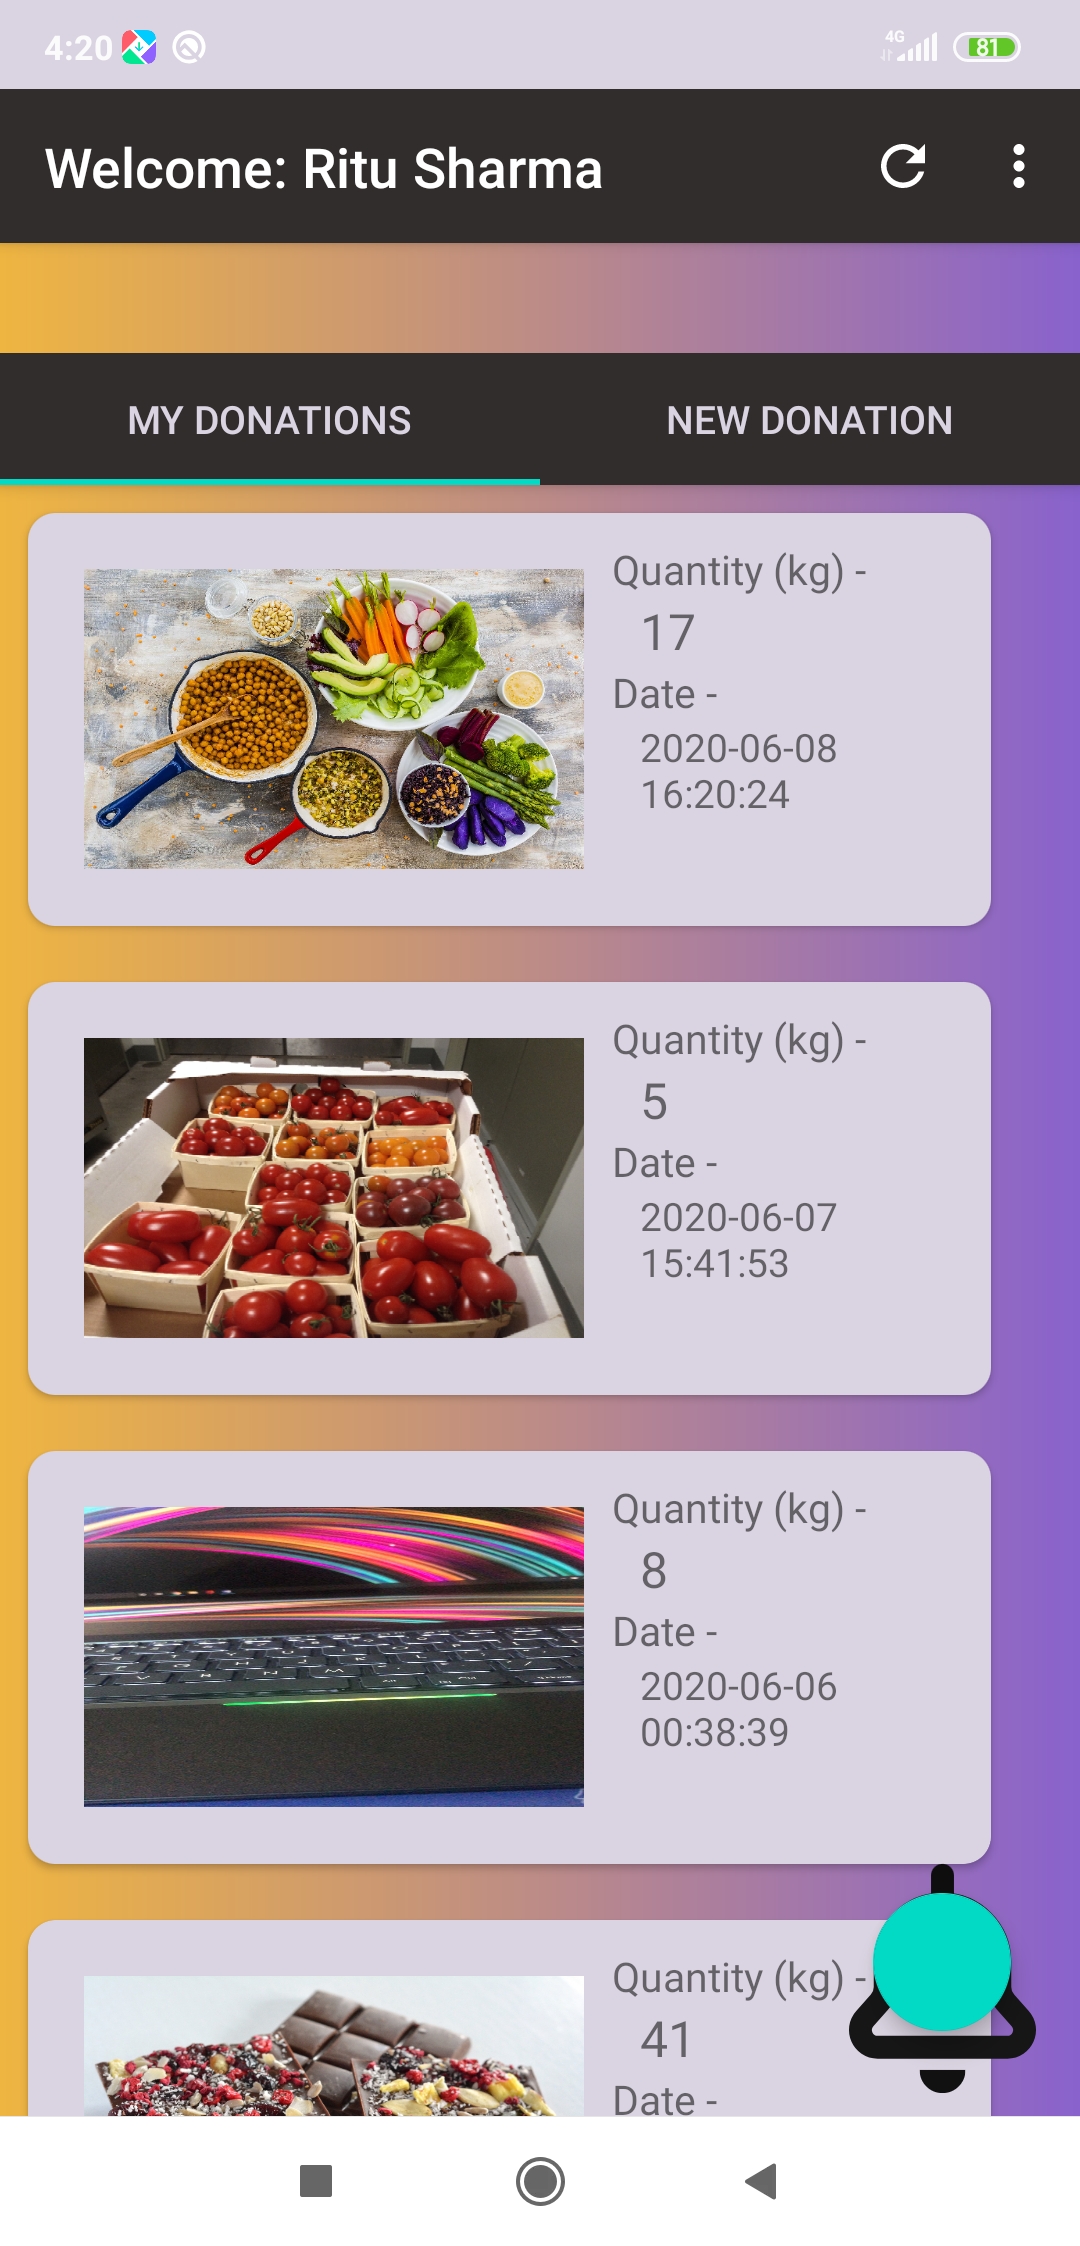 4:20
4G
81
Welcome: Ritu Sharma
MY DONATIONS
NEW DONATION
Quantity (kg) -
17
Date -
2020-06-08
16:20:24
Quantity (kg) -
5
Date -
2020-06-07
15:41:53
Quantity (kg) -
8
Date -
2020-06-06
00:38:39
Quantity (kg) -
41
Date -